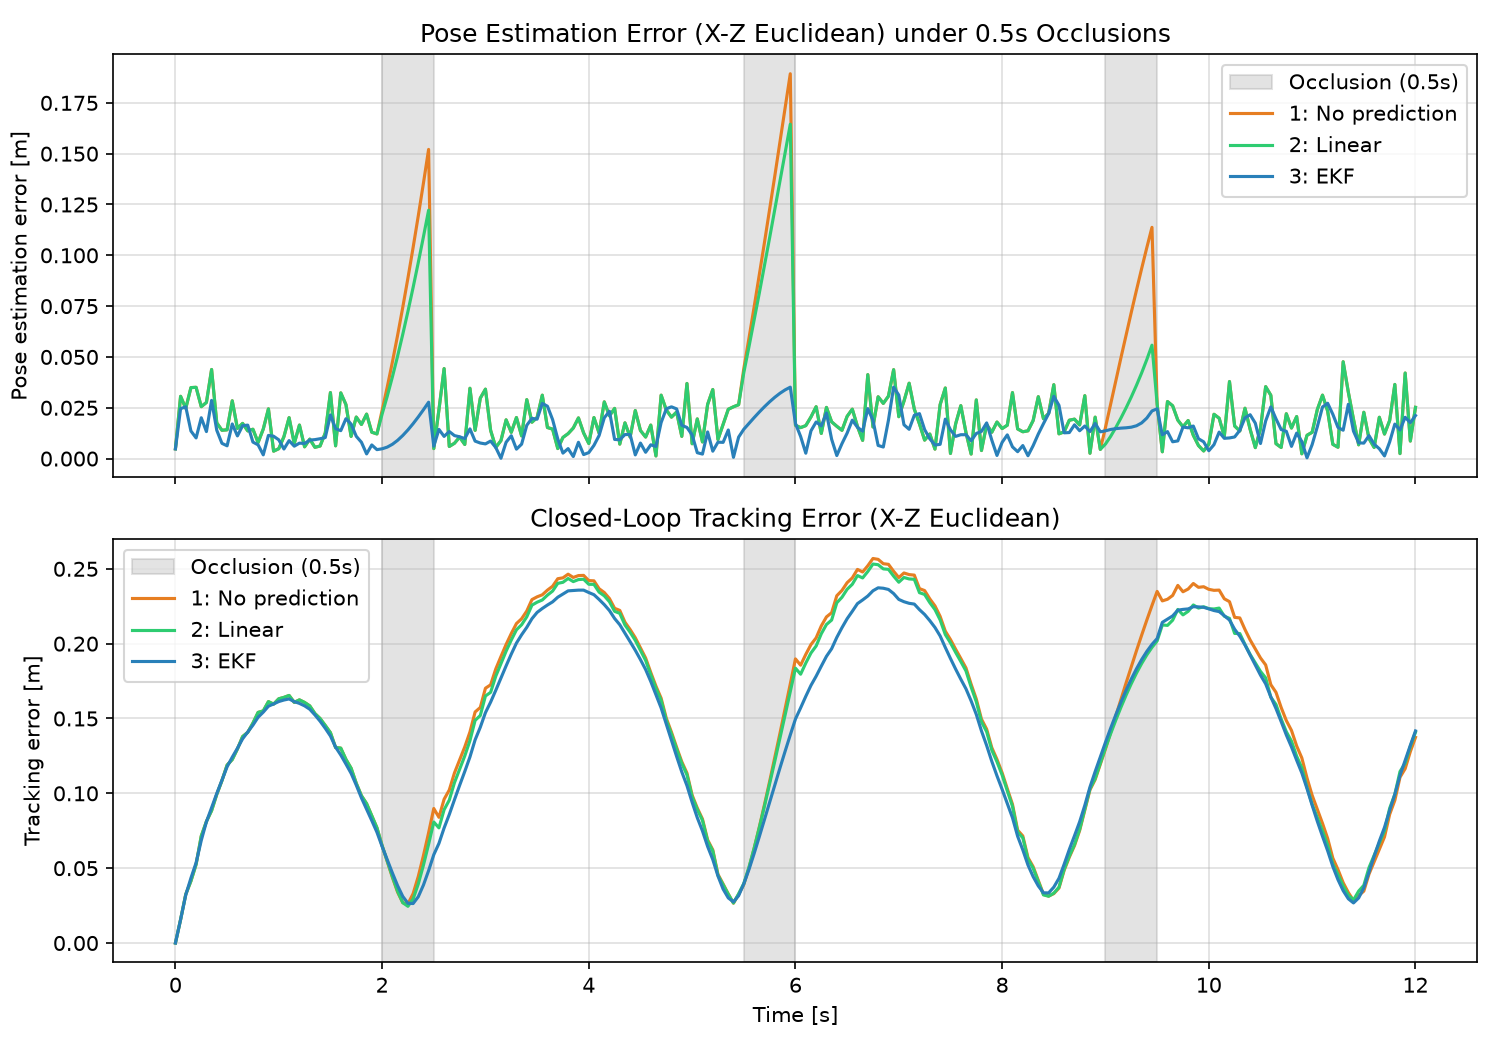 Pose Estimation Error (X-Z Euclidean) under 0.5s Occlusions
Pose estimation error [m]
0.175
0.150
0.125
0.100
0.075
0.050
0.025
0.000
Occlusion (0.5s)
1: No prediction
2: Linear
3: EKF
Closed-Loop Tracking Error (X-Z Euclidean)
Tracking error [m]
0.25
0.20
0.15
0.10
0.05
0.00
Occlusion (0.5s)
1: No prediction
2: Linear
3: EKF
0 2 4 6 8 10 12
Time [s]